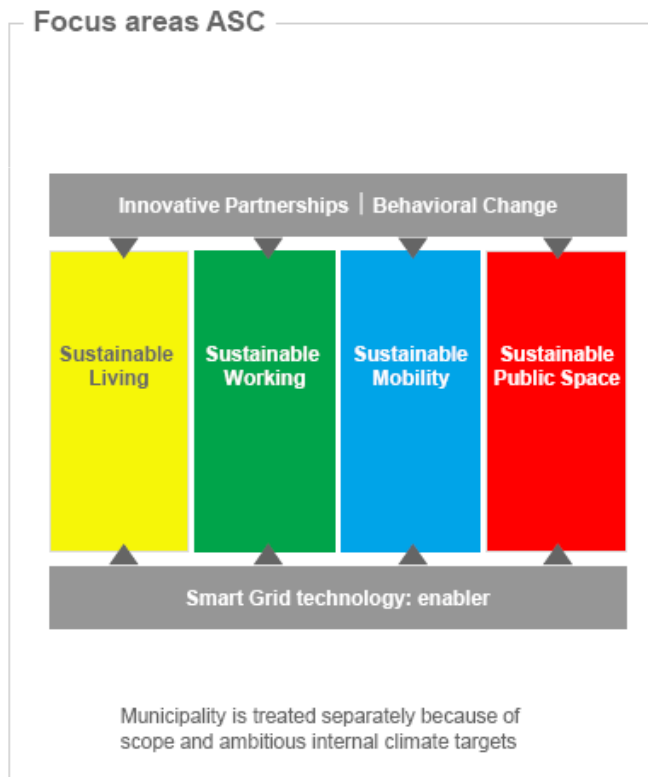 Focus areas ASC
Innovative Partnerships | Behavioral Change
Sustainable
Living
Sustainable
Working
Sustainable
Mobility
Sustainable
Public Space
Smart Grid technology: enabler
Municipality is treated separately because of
scope and ambitious internal climate targets